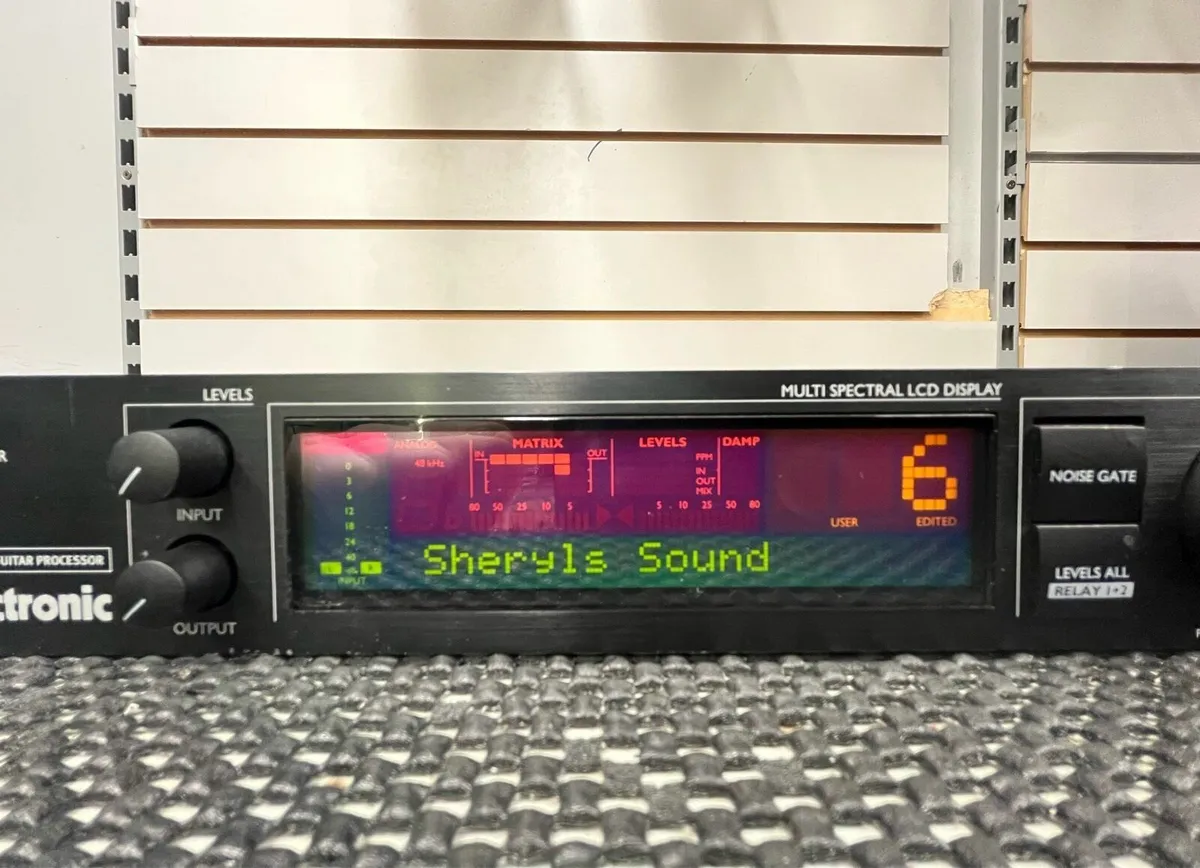 R
UITAR PROCESSOR
ctronic
LEVELS
INPUT
OUTPUT
MULTI SPECTRAL LCD DISPLAY
0
3
6
12
18
24
40
INPUT
ANALOG
48 kHz
MATRIX
IN
OUT
LEVELS
PPM
IN
OUT
MIX
DAMP
80 50 25 10 5
5 10 25 50 80
6
USER
EDITED
Sheryls Sound
NOISE GATE
LEVELS ALL
RELAY 1+2